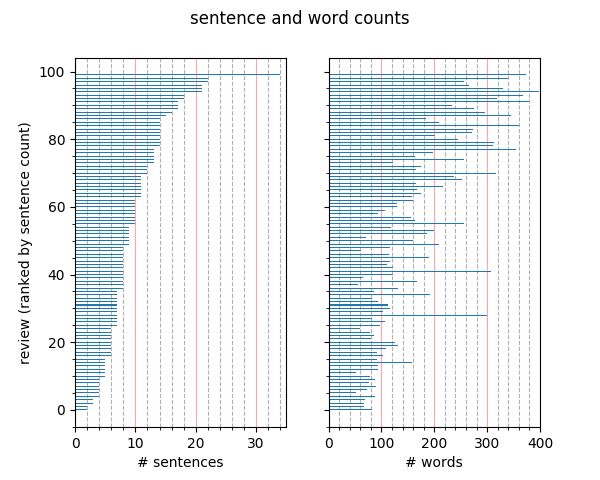 sentence and word counts
review (ranked by sentence count)
100
80
60
40
20
0
0 10 20 30
# sentences
0 100 200 300 400
# words